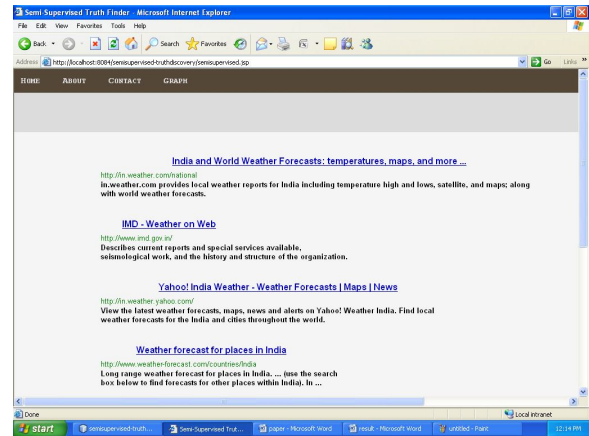 Semi-Supervised Truth Finder - Microsoft Internet Explorer
File Edit View Favorites Tools Help
Back Search Favorites
Address http://localhost:8084/semisupervised-truthdiscovery/semisupervised.jsp Go Links »
HOME ABOUT CONTACT GRAPH
India and World Weather Forecasts: temperatures, maps, and more ...
http://in.weather.com/national
in.weather.com provides local weather reports for India including temperature high and lows, satellite, and maps; along
with world weather forecasts.
IMD - Weather on Web
http://www.imd.gov.in/
Describes current reports and special services available,
seismological work, and the history and structure of the organization.
Yahoo! India Weather - Weather Forecasts | Maps | News
http://in.weather.yahoo.com/
View the latest weather forecasts, maps, news and alerts on Yahoo! Weather India. Find local
weather forecasts for the India and cities throughout the world.
Weather forecast for places in India
http://www.weather-forecast.com/countries/India
Long range weather forecast for places in India. ... (use the search
box below to find forecasts for other places within India). In ...
Done Local intranet
start semisupervised-truth... Semi-Supervised Trut... paper - Microsoft Word result - Microsoft Word untitled - Paint 12:14 PM